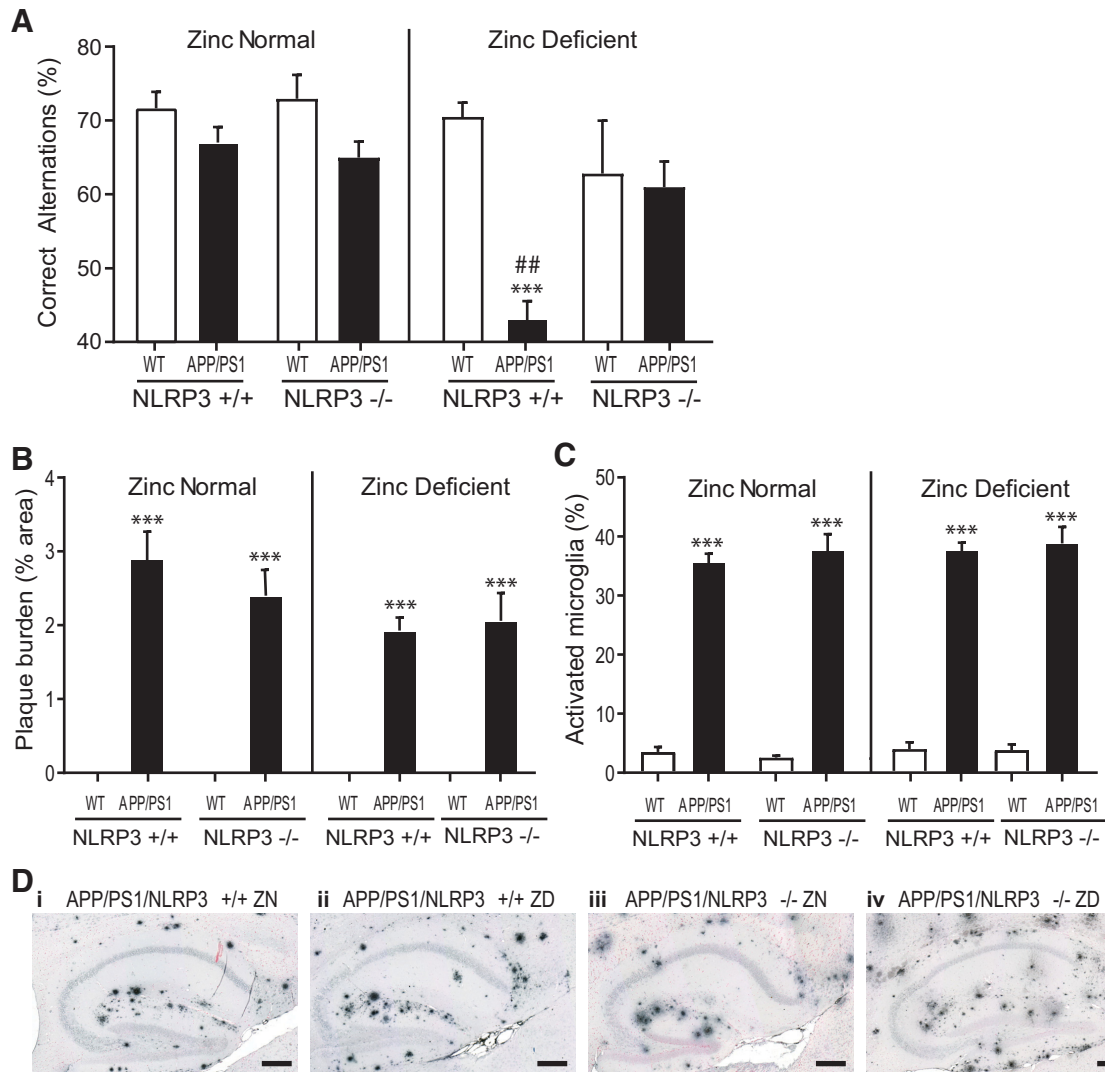 A
Zinc Normal Zinc Deficient
Correct Alternations (%)
80
70
60
50
40
##
***
WT APP/PS1 WT APP/PS1 WT APP/PS1 WT APP/PS1
NLRP3 +/+ NLRP3 -/- NLRP3 +/+ NLRP3 -/-
B
Zinc Normal Zinc Deficient
Plaque burden (% area)
4
3
2
1
0
*** *** *** ***
WT APP/PS1 WT APP/PS1 WT APP/PS1 WT APP/PS1
NLRP3 +/+ NLRP3 -/- NLRP3 +/+ NLRP3 -/-
C
Zinc Normal Zinc Deficient
Activated microglia (%)
50
40
30
20
10
0
*** *** *** ***
WT APP/PS1 WT APP/PS1 WT APP/PS1 WT APP/PS1
NLRP3 +/+ NLRP3 -/- NLRP3 +/+ NLRP3 -/-
D
i APP/PS1/NLRP3 +/+ ZN
ii APP/PS1/NLRP3 +/+ ZD
iii APP/PS1/NLRP3 -/- ZN
iv APP/PS1/NLRP3 -/- ZD